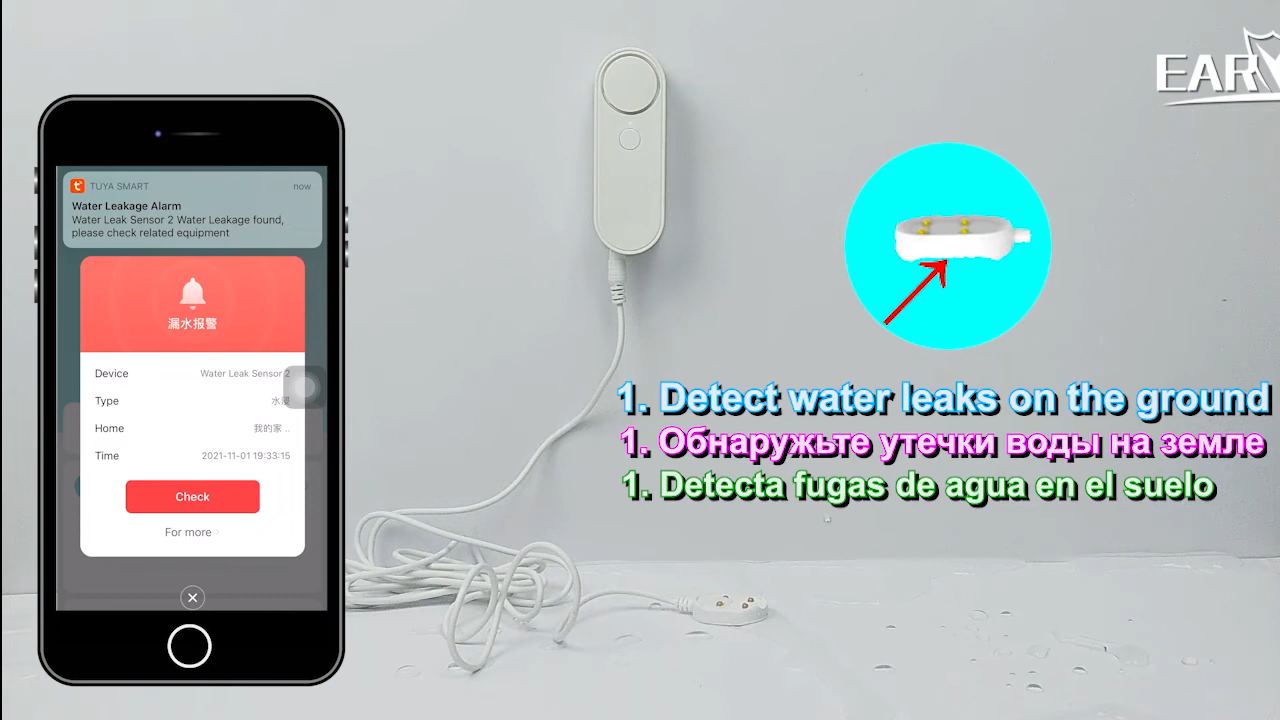 TUYA SMART
now
Water Leakage Alarm
Water Leak Sensor 2 Water Leakage found,
please check related equipment
漏水报警
Device
Water Leak Sensor 2
Type
水浸
Home
我的家 ..
Time
2021-11-01 19:33:15
Check
For more
EARY
1. Detect water leaks on the ground
1. Обнаружьте утечки воды на земле
1. Detecta fugas de agua en el suelo